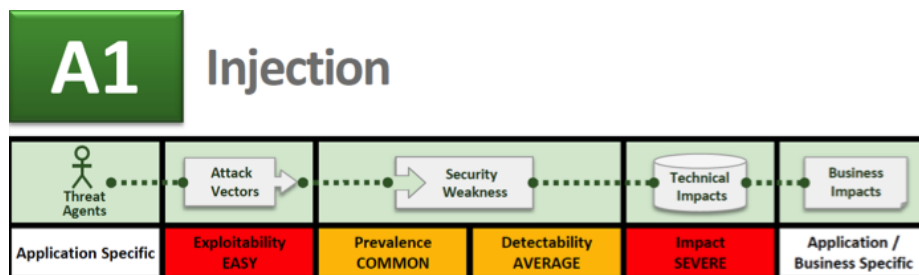 A1 Injection
Threat
Agents
Attack
Vectors
Security
Weakness
Technical
Impacts
Business
Impacts
Application Specific
Exploitability
EASY
Prevalence
COMMON
Detectability
AVERAGE
Impact
SEVERE
Application /
Business Specific